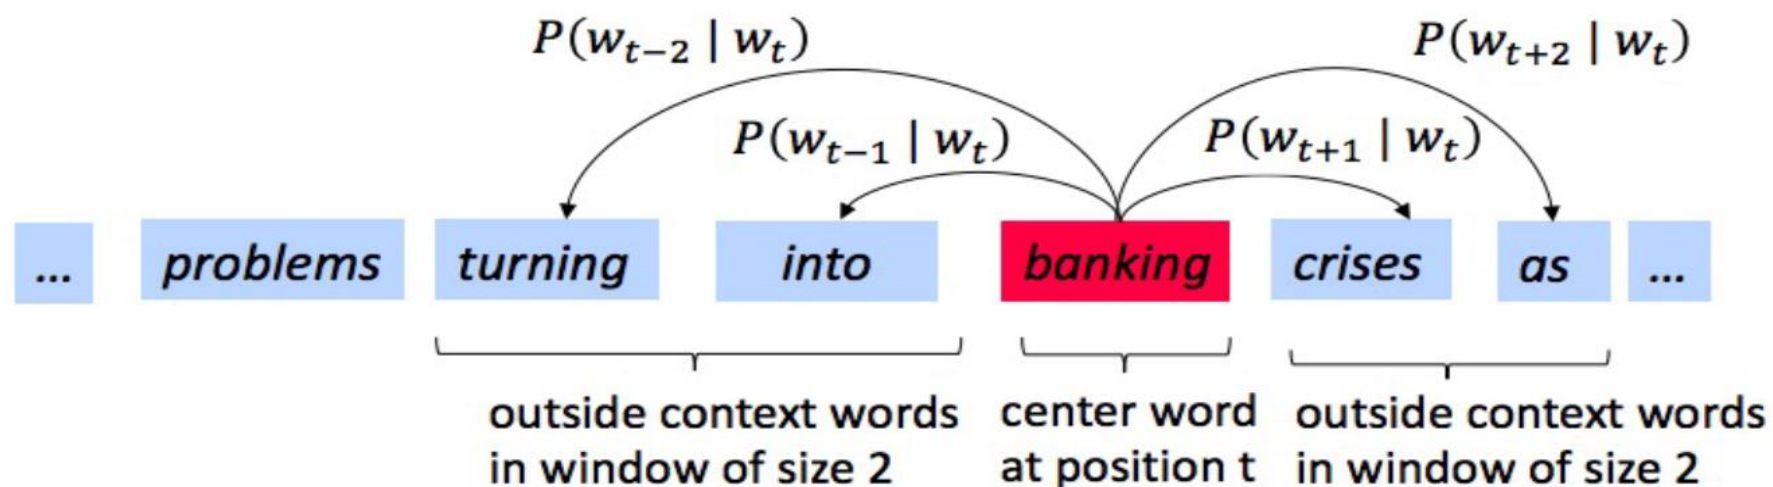 P(w_{t-2} | w_t) P(w_{t+2} | w_t)
P(w_{t-1} | w_t) P(w_{t+1} | w_t)
... problems turning into banking crises as ...
outside context words center word outside context words
in window of size 2 at position t in window of size 2